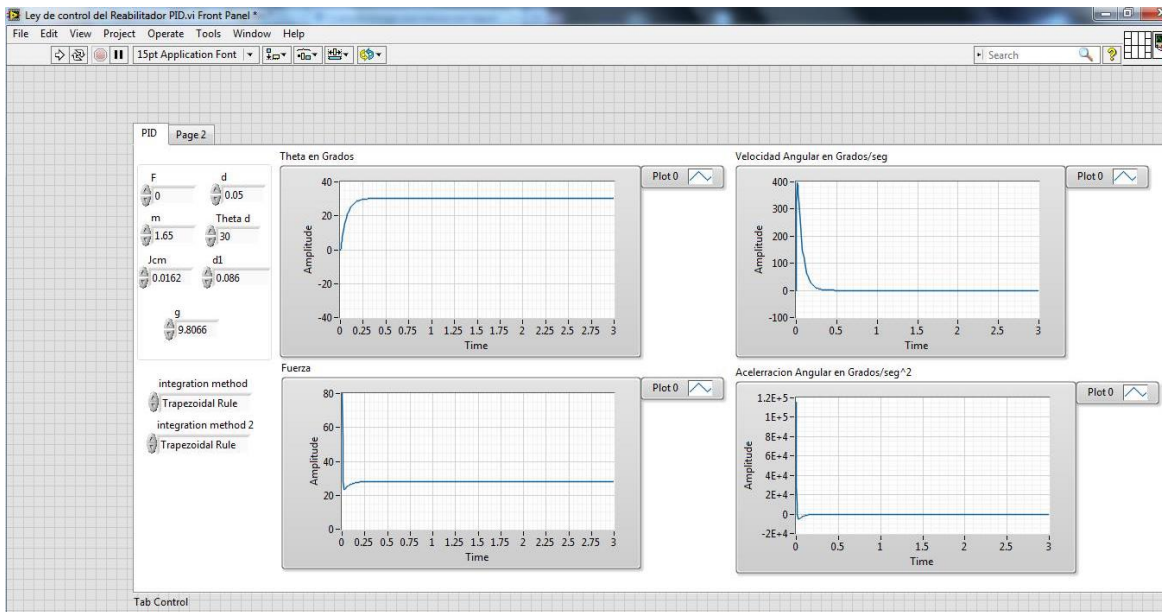 Ley de control del Reabilitador PID.vi Front Panel *
File Edit View Project Operate Tools Window Help
15pt Application Font
Search
PID Page 2
F d
0 0.05
m Theta d
1.65 30
Jcm d1
0.0162 0.086
g
9.8066
integration method
Trapezoidal Rule
integration method 2
Trapezoidal Rule
Theta en Grados
Plot 0
40
20
0
-20
-40
Amplitude
0 0.25 0.5 0.75 1 1.25 1.5 1.75 2 2.25 2.5 2.75 3
Time
Velocidad Angular en Grados/seg
Plot 0
400
300
200
100
0
-100
Amplitude
0 0.5 1 1.5 2 2.5 3
Time
Fuerza
Plot 0
80
60
40
20
0
Amplitude
0 0.25 0.5 0.75 1 1.25 1.5 1.75 2 2.25 2.5 2.75 3
Time
Acelerracion Angular en Grados/seg^2
Plot 0
1.2E+5
1E+5
8E+4
6E+4
4E+4
2E+4
0
-2E+4
Amplitude
0 0.5 1 1.5 2 2.5 3
Time
Tab Control